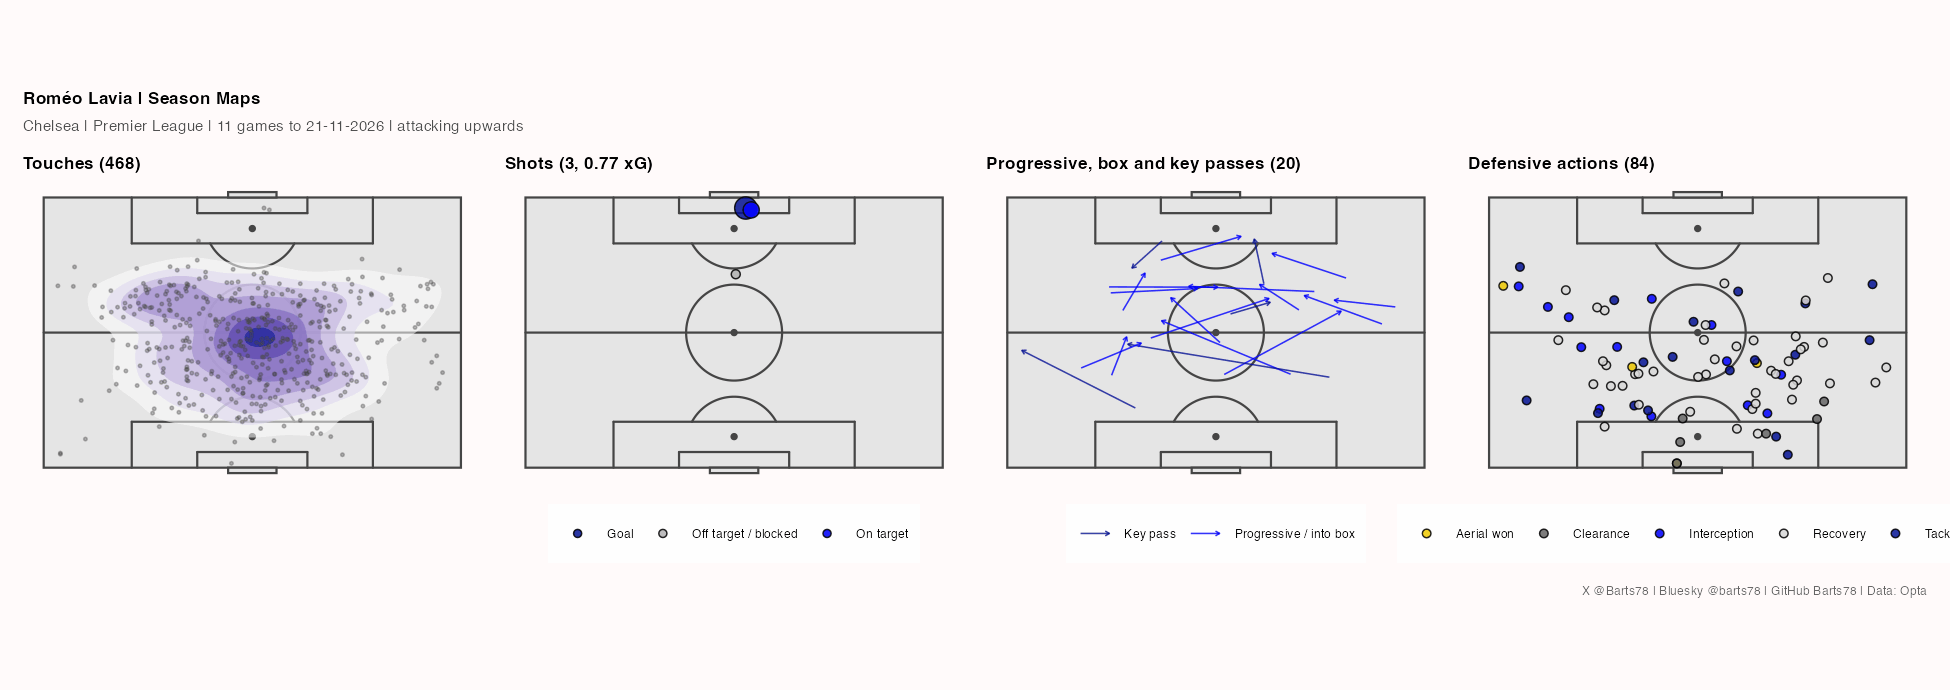 Roméo Lavia | Season Maps
Chelsea | Premier League | 11 games to 21-11-2026 | attacking upwards
Touches (468)
Shots (3, 0.77 xG)
Progressive, box and key passes (20)
Defensive actions (84)
Goal
Off target / blocked
On target
Key pass
Progressive / into box
Aerial won
Clearance
Interception
Recovery
Tack
X @Barts78 | Bluesky @barts78 | GitHub Barts78 | Data: Opta